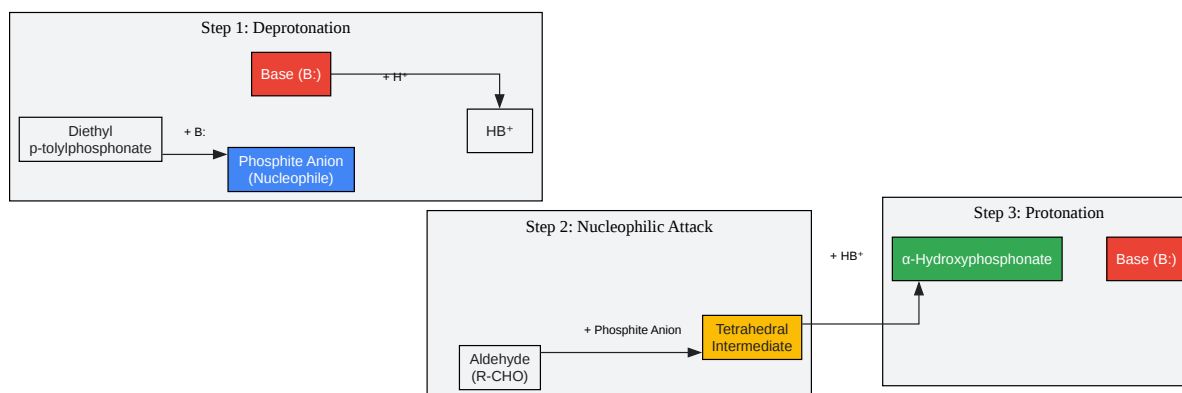 Step 1: Deprotonation
Base (B:)
+ H⁺
HB⁺
Diethyl
p-tolylphosphonate
+ B:
Phosphite Anion
(Nucleophile)
Step 2: Nucleophilic Attack
Aldehyde
(R-CHO)
+ Phosphite Anion
Tetrahedral
Intermediate
+ HB⁺
Step 3: Protonation
α-Hydroxyphosphonate
Base (B:)